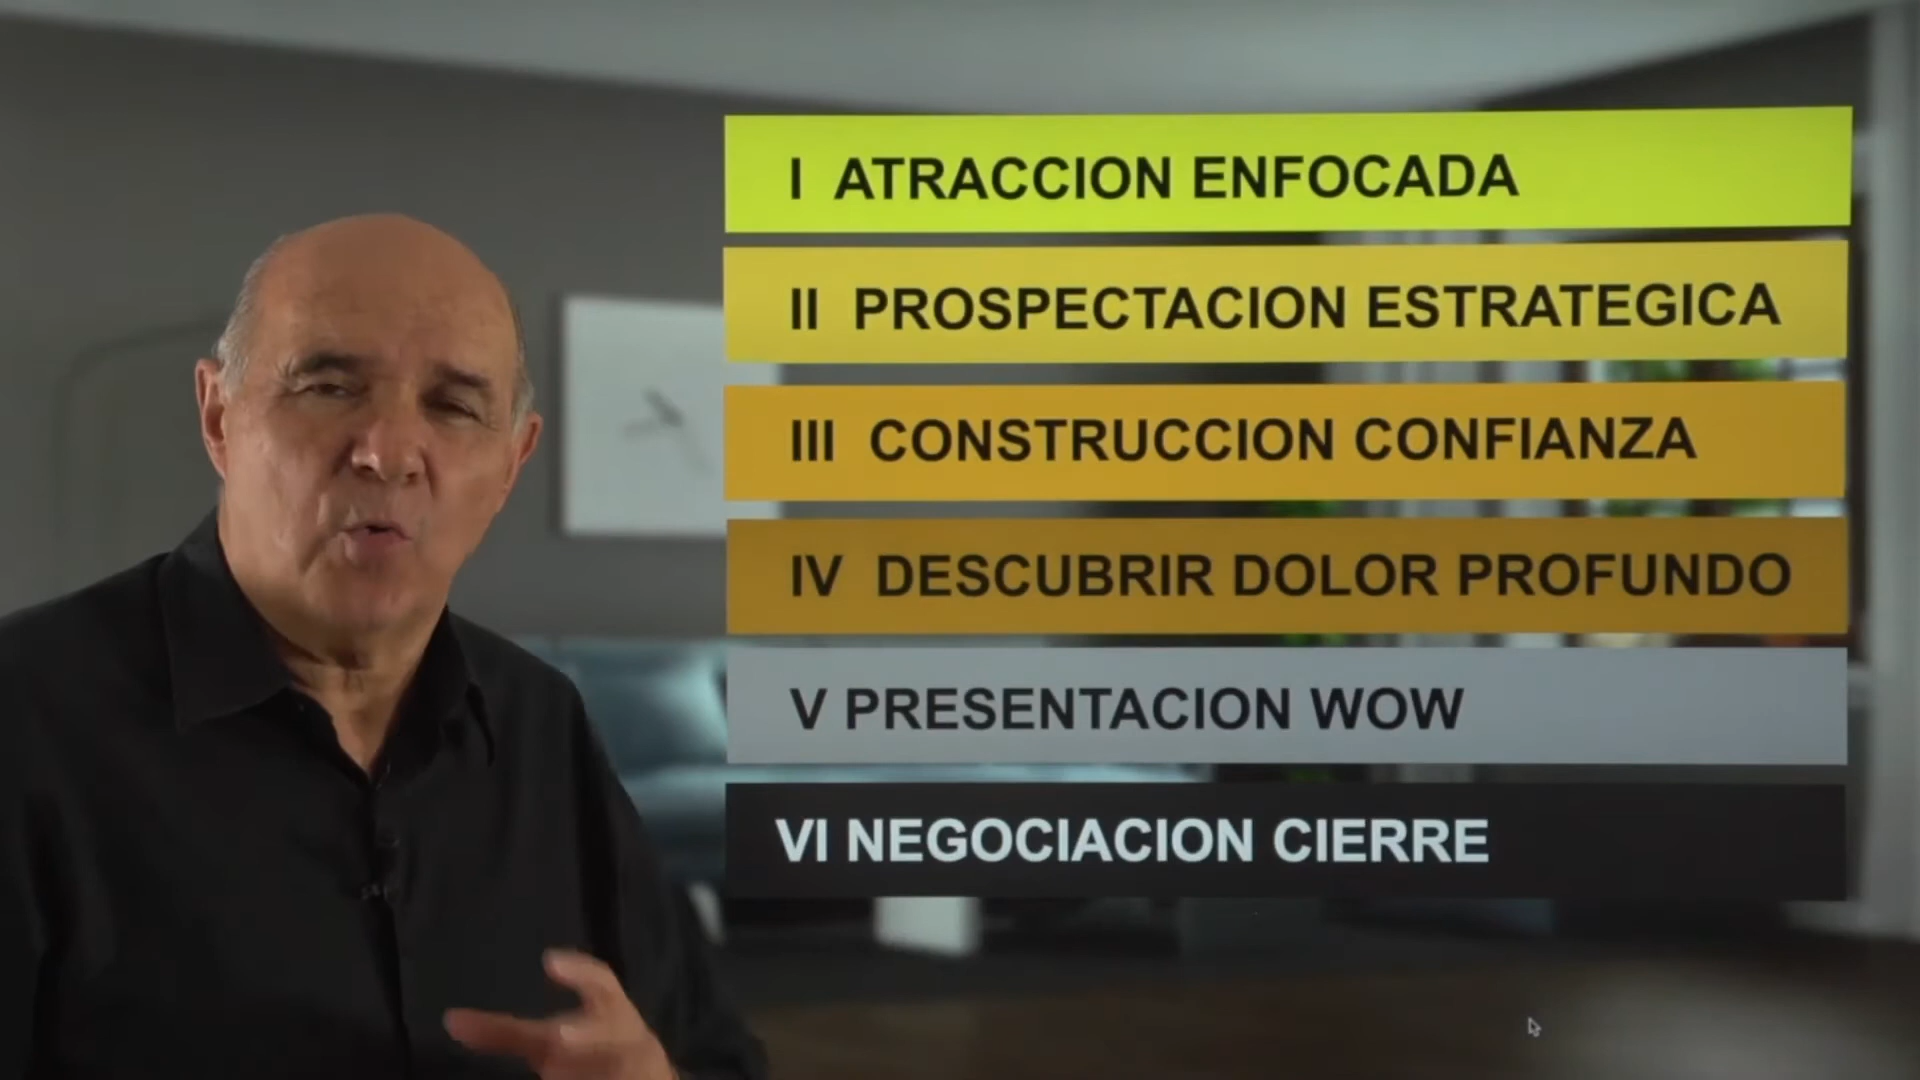 I ATRACCION ENFOCADA
II PROSPECTACION ESTRATEGICA
III CONSTRUCCION CONFIANZA
IV DESCUBRIR DOLOR PROFUNDO
V PRESENTACION WOW
VI NEGOCIACION CIERRE